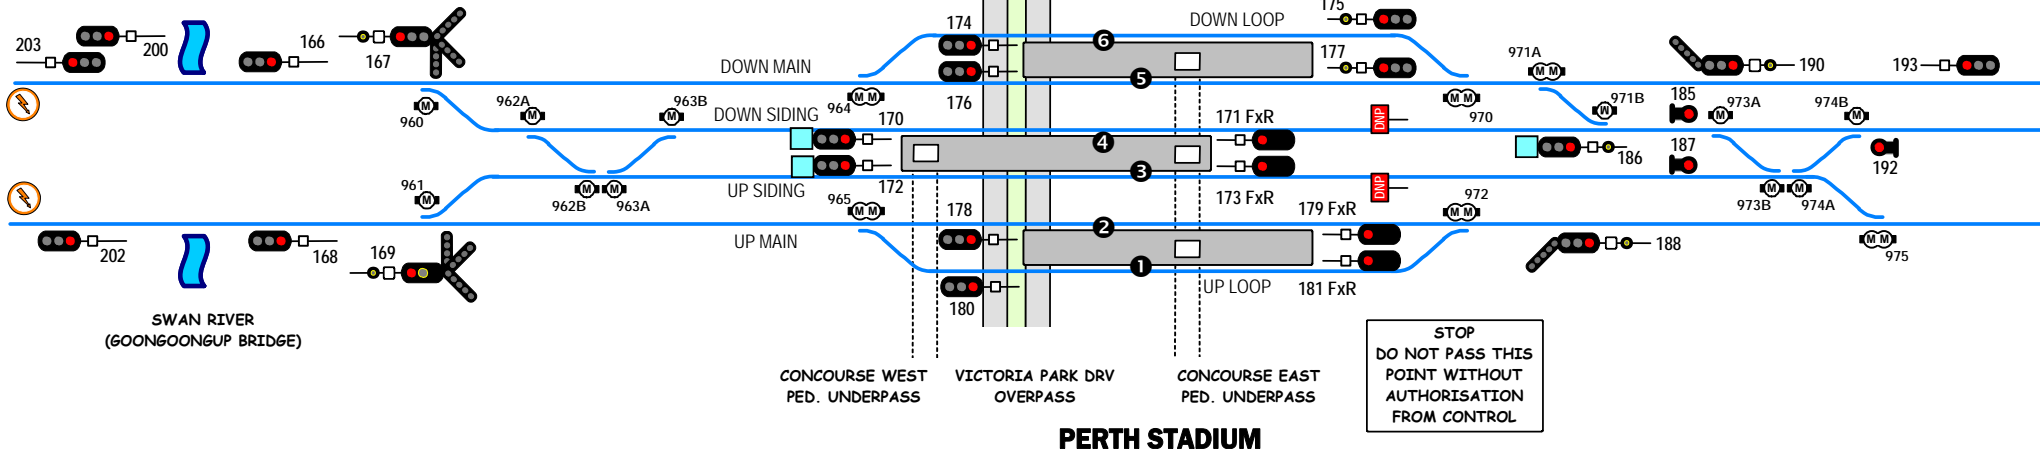 175
174
DOWN LOOP
203
200
166
167
6
177
971A
190
193
DOWN MAIN
5
960
962A
963B
964
176
970
971B
185
973A
974B
DOWN SIDING
170
171 FxR
DNP
4
186
187
192
961
962B
963A
UP SIDING
172
3
173 FxR
DNP
972
973B
974A
965
178
179 FxR
2
UP MAIN
202
168
169
188
975
1
180
UP LOOP
181 FxR
SWAN RIVER
(GOONGOONGUP BRIDGE)
CONCOURSE WEST
PED. UNDERPASS
VICTORIA PARK DRV
OVERPASS
CONCOURSE EAST
PED. UNDERPASS
STOP
DO NOT PASS THIS
POINT WITHOUT
AUTHORISATION
FROM CONTROL
PERTH STADIUM